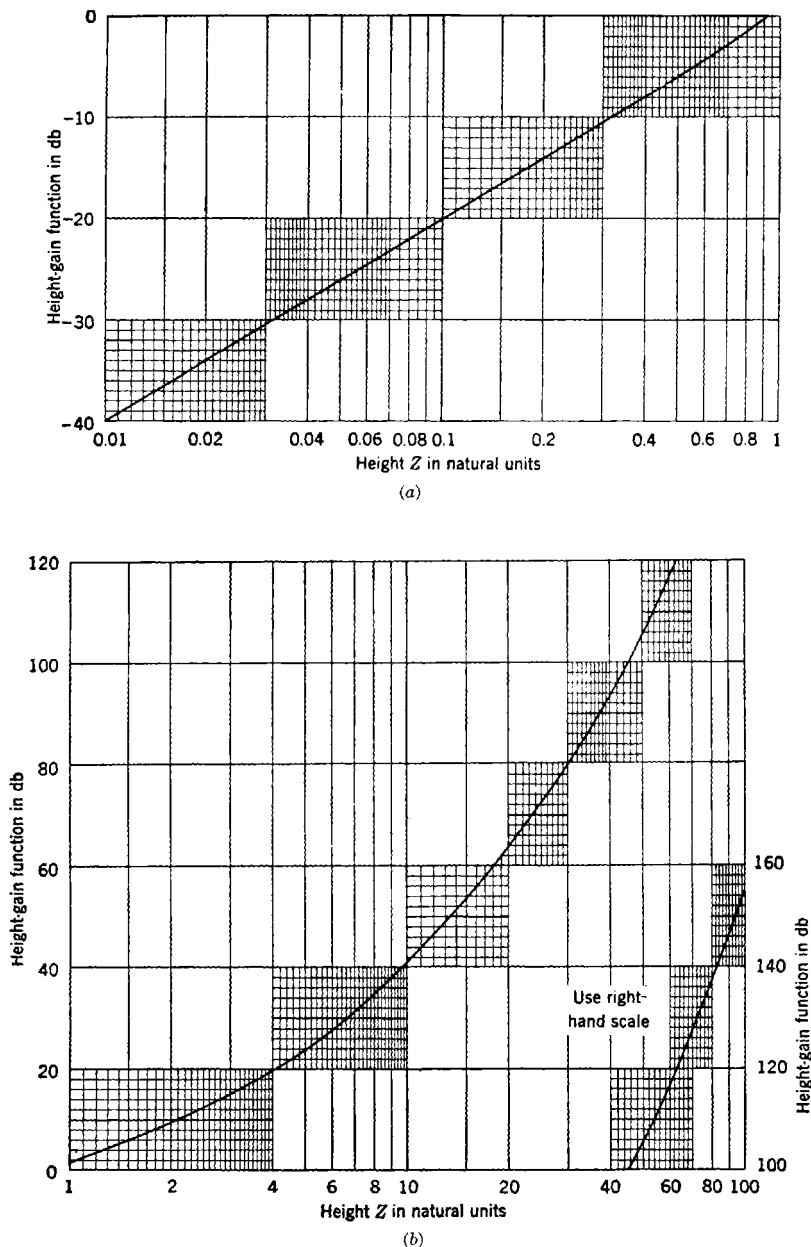 0
-10
-20
-30
-40
Height-gain function in db
0.01 0.02 0.04 0.06 0.08 0.1 0.2 0.4 0.6 0.8 1
Height Z in natural units
(a)
120
100
80
60
40
20
0
Height-gain function in db
160
140
120
100
Height-gain function in db
Use right-
hand scale
1 2 4 6 8 10 20 40 60 80 100
Height Z in natural units
(b)